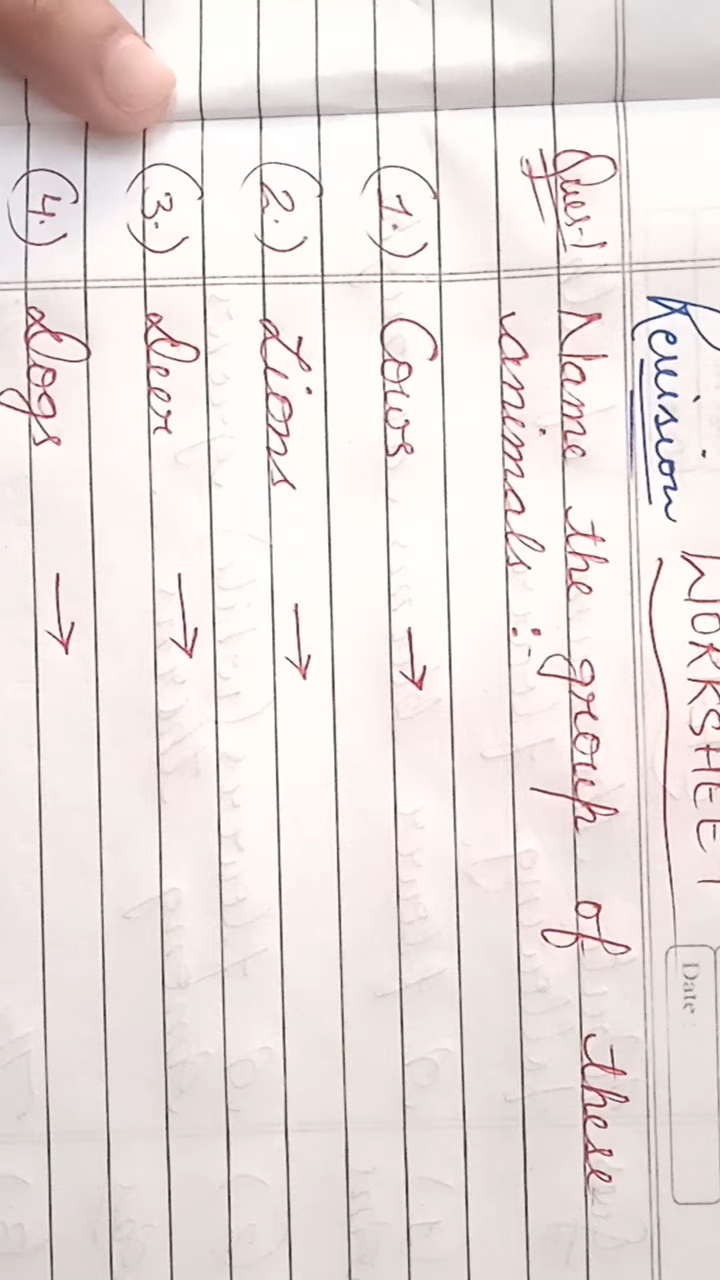 WORKSHEET
Date :
Revision
Ques-1 Name the group of these
animals :-
(1.) Cows →
(2.) Lions →
(3.) Deer →
(4.) Dogs →